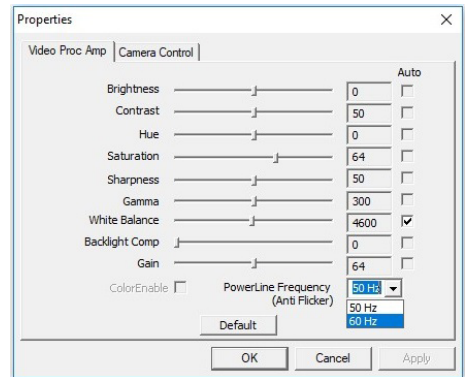 Properties
Video Proc Amp Camera Control
Auto
Brightness 0
Contrast 50
Hue 0
Saturation 64
Sharpness 50
Gamma 300
White Balance 4600
Backlight Comp 0
Gain 64
ColorEnable PowerLine Frequency 50 Hz
(Anti Flicker)
50 Hz
60 Hz
Default
OK Cancel Apply